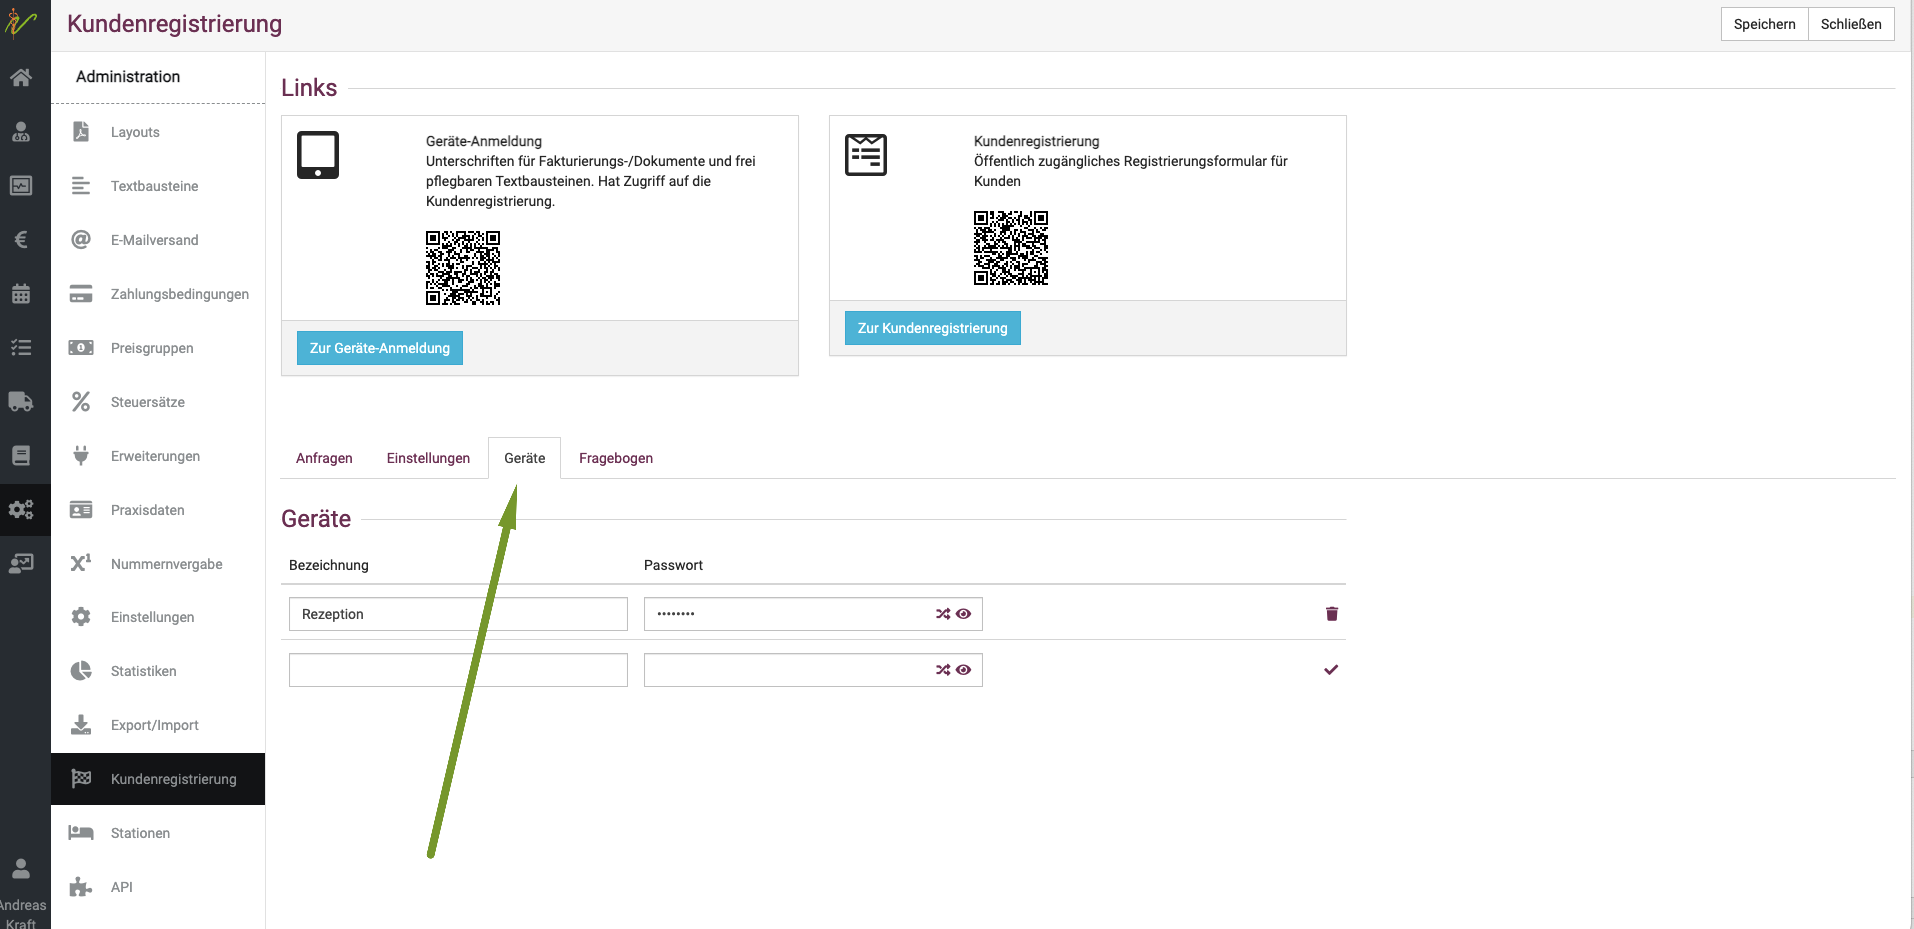 Kundenregistrierung
Speichern
Schließen
Administration
Layouts
Textbausteine
E-Mailversand
Zahlungsbedingungen
Preisgruppen
Steuersätze
Erweiterungen
Praxisdaten
Nummernvergabe
Einstellungen
Statistiken
Export/Import
Kundenregistrierung
Stationen
API
Andreas
Kraft
Links
Geräte-Anmeldung
Unterschriften für Fakturierungs-/Dokumente und frei
pflegbaren Textbausteinen. Hat Zugriff auf die
Kundenregistrierung.
Zur Geräte-Anmeldung
Kundenregistrierung
Öffentlich zugängliches Registrierungsformular für
Kunden
Zur Kundenregistrierung
Anfragen
Einstellungen
Geräte
Fragebogen
Geräte
Bezeichnung
Passwort
Rezeption
••••••••